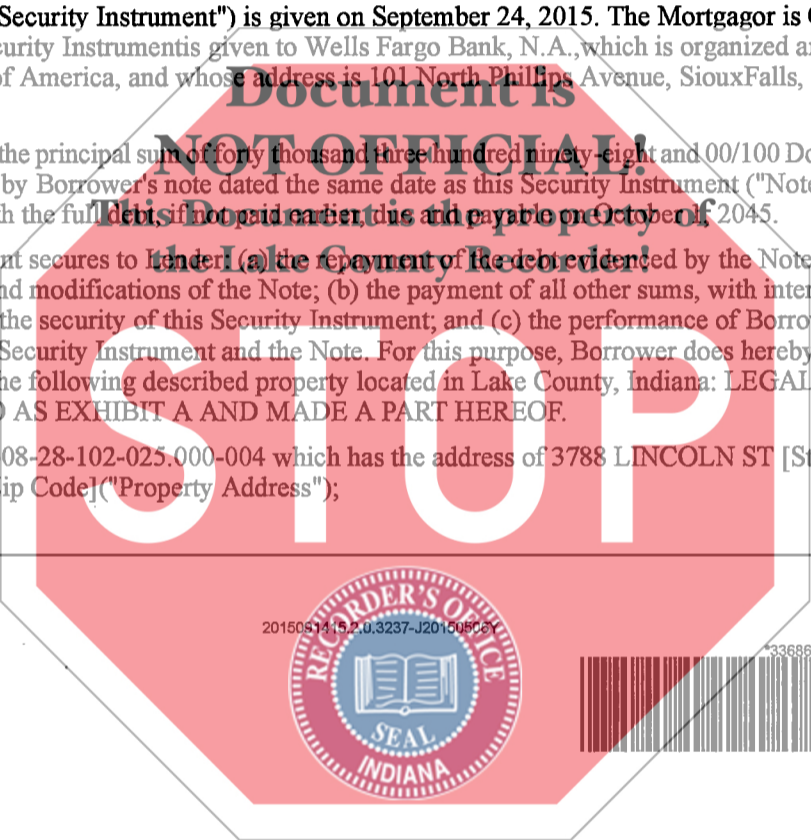 Security Instrument") is given on September 24, 2015. The Mortgagor is
curity Instrumentis given to Wells Fargo Bank, N.A.,which is organized
of America, and whose address is 101 North Phillips Avenue, SiouxFalls,
Document is
NOT OFFICIAL!
the principal sum of forty thousand three hundred ninety-eight and 00/100
by Borrower's note dated the same date as this Security Instrument ("Note
h the full debt, if not paid earlier, due and payable on October 1, 2045.
This Document is the property of
the Lake County Recorder!
nt secures to Lender: (a) the repayment of the debt evidenced by the Note
nd modifications of the Note; (b) the payment of all other sums, with
the security of this Security Instrument; and (c) the performance of
Security Instrument and the Note. For this purpose, Borrower does hereby
he following described property located in Lake County, Indiana: LEGAL
AS EXHIBIT A AND MADE A PART HEREOF.
08-28-102-025.000-004 which has the address of 3788 LINCOLN ST
ip Code]("Property Address");
STOP
2015091415.2.0.3237-J20150506Y
*33686
RECORDER'S OFFICE
SEAL
INDIANA